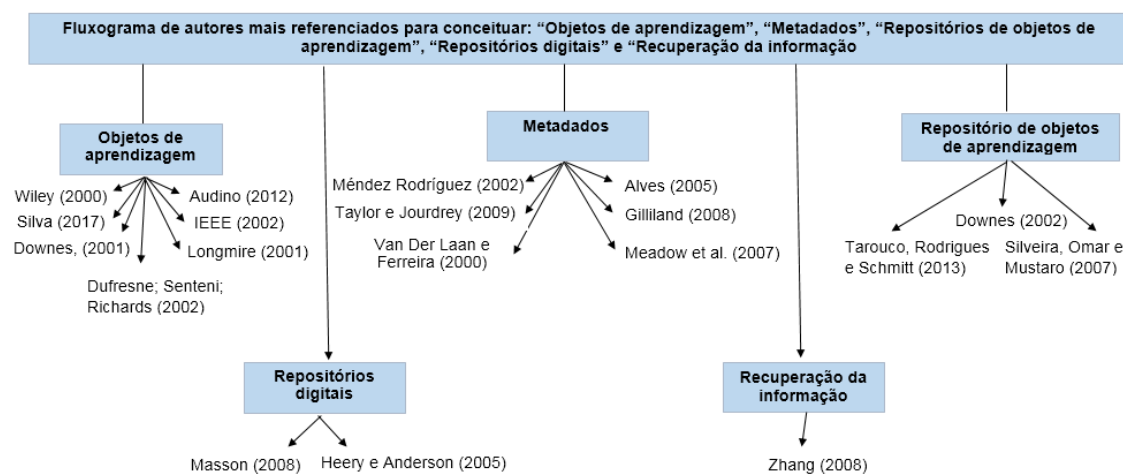 Fluxograma de autores mais referenciados para conceituar: “Objetos de aprendizagem”, “Metadados”, “Repositórios de objetos de
aprendizagem”, “Repositórios digitais” e “Recuperação da informação
Objetos de
aprendizagem
Wiley (2000)
Audino (2012)
Silva (2017)
IEEE (2002)
Downes, (2001)
Longmire (2001)
Dufresne; Senteni;
Richards (2002)
Metadados
Méndez Rodríguez (2002)
Alves (2005)
Taylor e Jourdrey (2009)
Gilliland (2008)
Van Der Laan e
Ferreira (2000)
Meadow et al. (2007)
Repositório de objetos
de aprendizagem
Downes (2002)
Tarouco, Rodrigues
e Schmitt (2013)
Silveira, Omar e
Mustaro (2007)
Repositórios
digitais
Masson (2008)
Heery e Anderson (2005)
Recuperação da
informação
Zhang (2008)